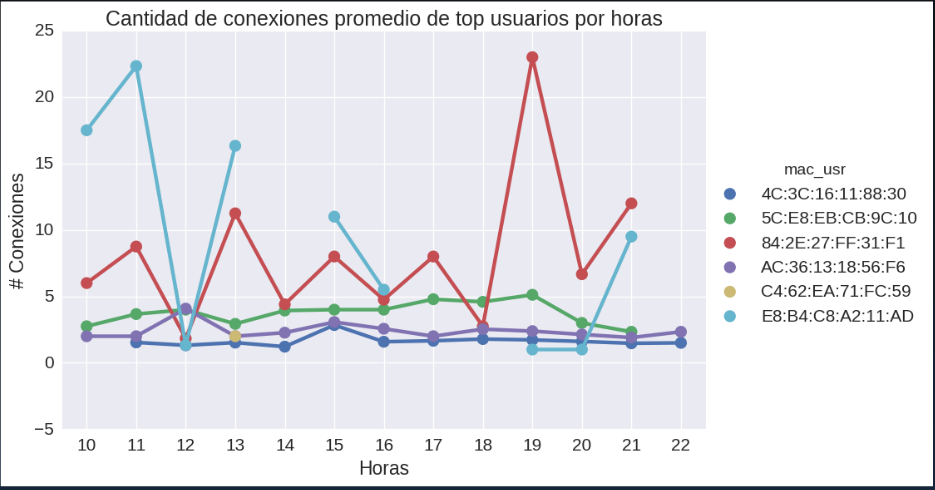 Cantidad de conexiones promedio de top usuarios por horas
25
20
15
10
5
0
−5
# Conexiones
10 11 12 13 14 15 16 17 18 19 20 21 22
Horas
mac_usr
4C:3C:16:11:88:30
5C:E8:EB:CB:9C:10
84:2E:27:FF:31:F1
AC:36:13:18:56:F6
C4:62:EA:71:FC:59
E8:B4:C8:A2:11:AD